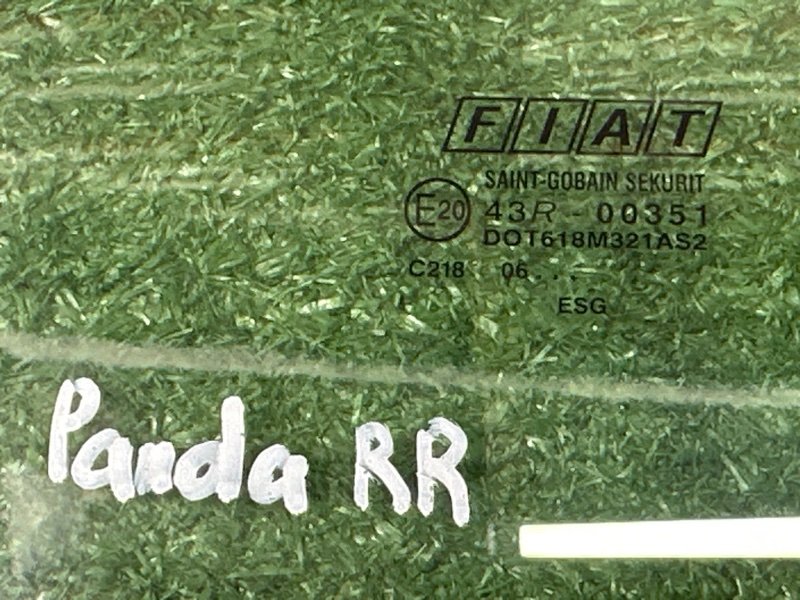 FIAT
SAINT-GOBAIN SEKURIT
E20 43R - 00351
DOT618M321AS2
C218 06 . . .
ESG
Panda RR